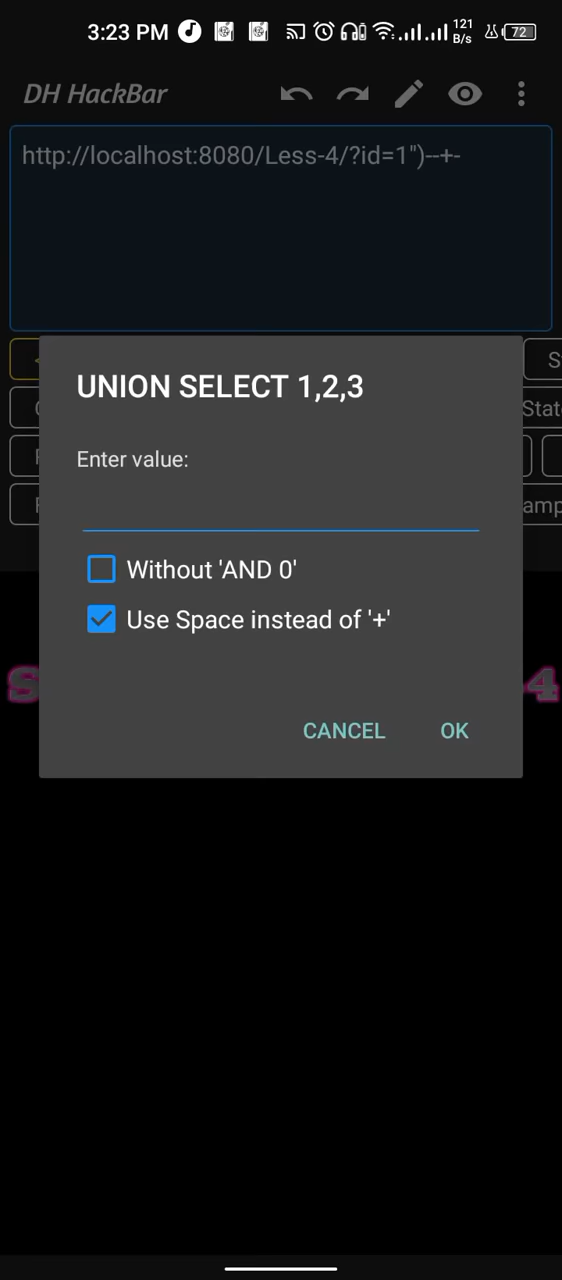 3:23 PM 121 B/s 72
DH HackBar
http://localhost:8080/Less-4/?id=1")--+-
UNION SELECT 1,2,3
Enter value:
Without 'AND 0'
Use Space instead of '+'
CANCEL OK